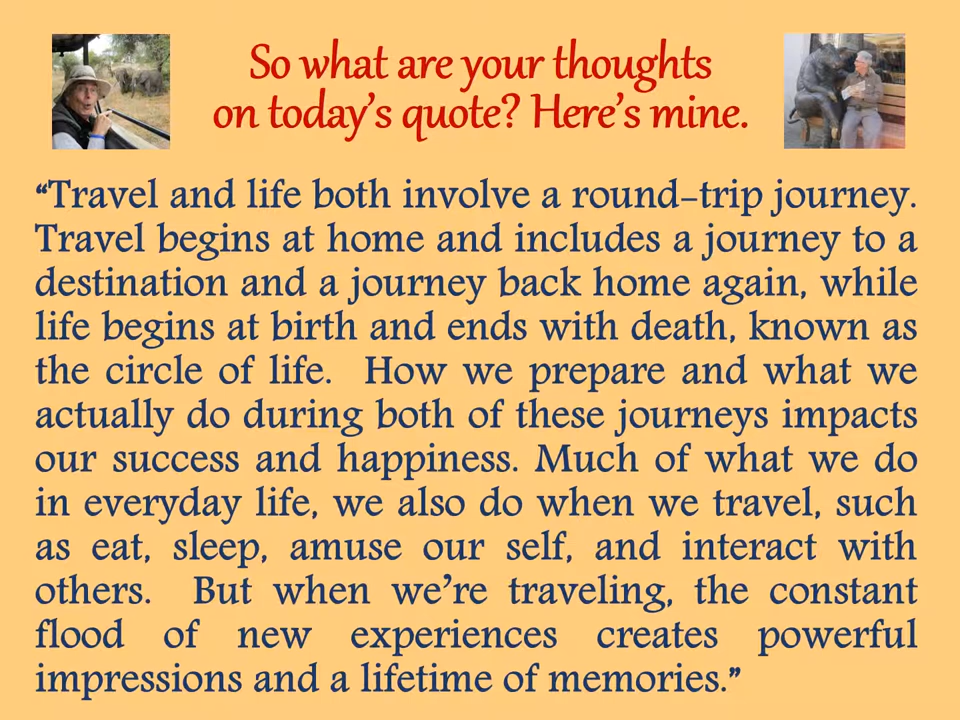 So what are your thoughts
on today’s quote? Here’s mine.
“Travel and life both involve a round-trip journey.
Travel begins at home and includes a journey to a
destination and a journey back home again, while
life begins at birth and ends with death, known as
the circle of life. How we prepare and what we
actually do during both of these journeys impacts
our success and happiness. Much of what we do
in everyday life, we also do when we travel, such
as eat, sleep, amuse our self, and interact with
others. But when we’re traveling, the constant
flood of new experiences creates powerful
impressions and a lifetime of memories.”